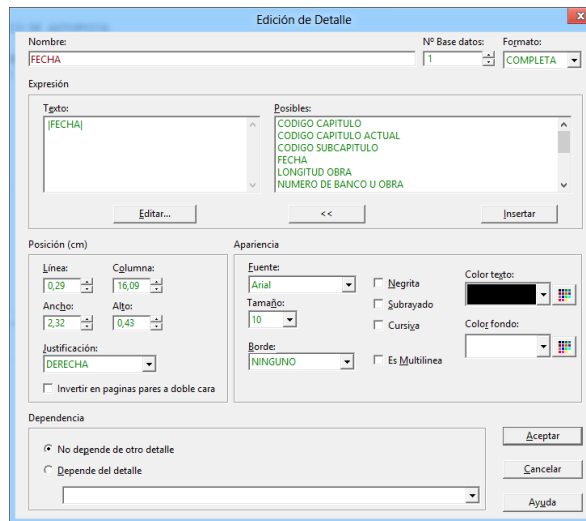 Edición de Detalle
x
Nombre:
Nº Base datos:
Formato:
FECHA
1
COMPLETA
Expresión
Texto:
Posibles:
|FECHA|
CODIGO CAPITULO
CODIGO CAPITULO ACTUAL
CODIGO SUBCAPITULO
FECHA
LONGITUD OBRA
NUMERO DE BANCO U OBRA
Editar...
<<
Insertar
Posición (cm)
Apariencia
Línea:
Columna:
0,29
16,09
Ancho:
Alto:
2,32
0,43
Justificación:
DERECHA
Invertir en paginas pares a doble cara
Fuente:
Arial
Tamaño:
10
Borde:
NINGUNO
Negrita
Subrayado
Cursiva
Es Multilinea
Color texto:
Color fondo:
Dependencia
No depende de otro detalle
Depende del detalle
Aceptar
Cancelar
Ayuda